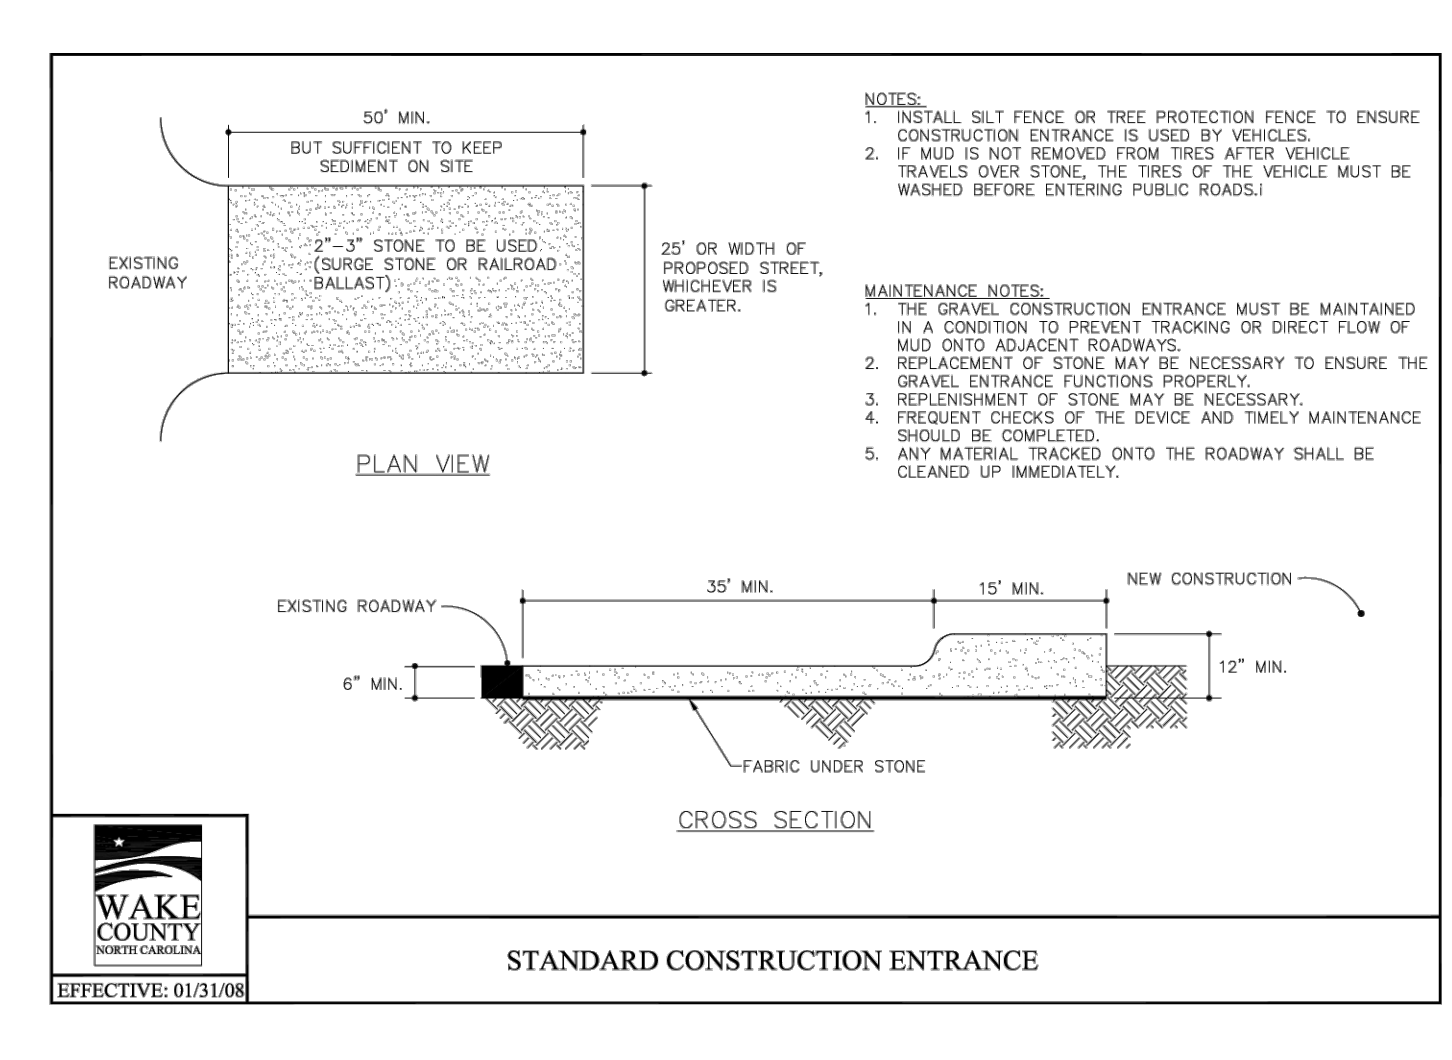 50' MIN.
BUT SUFFICIENT TO KEEP
SEDIMENT ON SITE
2"-3" STONE TO BE USED
(SURGE STONE OR RAILROAD
BALLAST)
EXISTING
ROADWAY
25' OR WIDTH OF
PROPOSED STREET,
WHICHEVER IS
GREATER.
PLAN VIEW
NOTES:
1. INSTALL SILT FENCE OR TREE PROTECTION FENCE TO ENSURE
CONSTRUCTION ENTRANCE IS USED BY VEHICLES.
2. IF MUD IS NOT REMOVED FROM TIRES AFTER VEHICLE
TRAVELS OVER STONE, THE TIRES OF THE VEHICLE MUST BE
WASHED BEFORE ENTERING PUBLIC ROADS.i
MAINTENANCE NOTES:
1. THE GRAVEL CONSTRUCTION ENTRANCE MUST BE MAINTAINED
IN A CONDITION TO PREVENT TRACKING OR DIRECT FLOW OF
MUD ONTO ADJACENT ROADWAYS.
2. REPLACEMENT OF STONE MAY BE NECESSARY TO ENSURE THE
GRAVEL ENTRANCE FUNCTIONS PROPERLY.
3. REPLENISHMENT OF STONE MAY BE NECESSARY.
4. FREQUENT CHECKS OF THE DEVICE AND TIMELY MAINTENANCE
SHOULD BE COMPLETED.
5. ANY MATERIAL TRACKED ONTO THE ROADWAY SHALL BE
CLEANED UP IMMEDIATELY.
EXISTING ROADWAY
35' MIN.
15' MIN.
NEW CONSTRUCTION
6" MIN.
12" MIN.
FABRIC UNDER STONE
CROSS SECTION
WAKE
COUNTY
NORTH CAROLINA
EFFECTIVE: 01/31/08
STANDARD CONSTRUCTION ENTRANCE